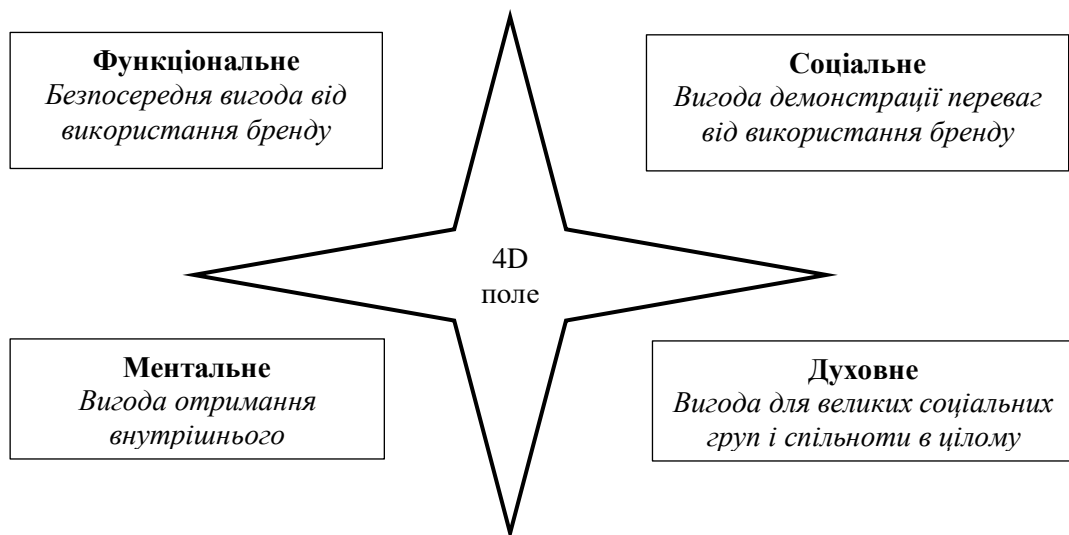 Функціональне
Безпосередня вигода від
використання бренду
Соціальне
Вигода демонстрації переваг
від використання бренду
4D
поле
Ментальне
Вигода отримання
внутрішнього
Духовне
Вигода для великих соціальних
груп і спільноти в цілому